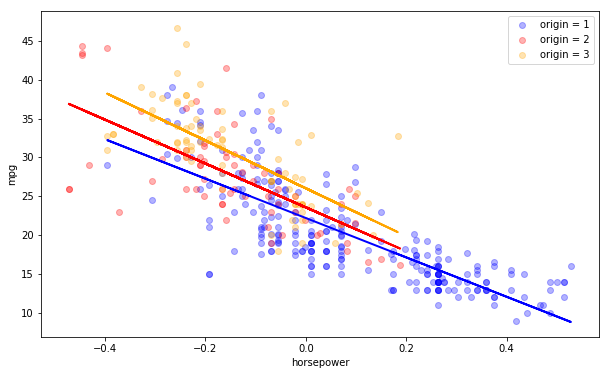 origin = 1
origin = 2
origin = 3
mpg
45
40
35
30
25
20
15
10
−0.4
−0.2
0.0
0.2
0.4
horsepower